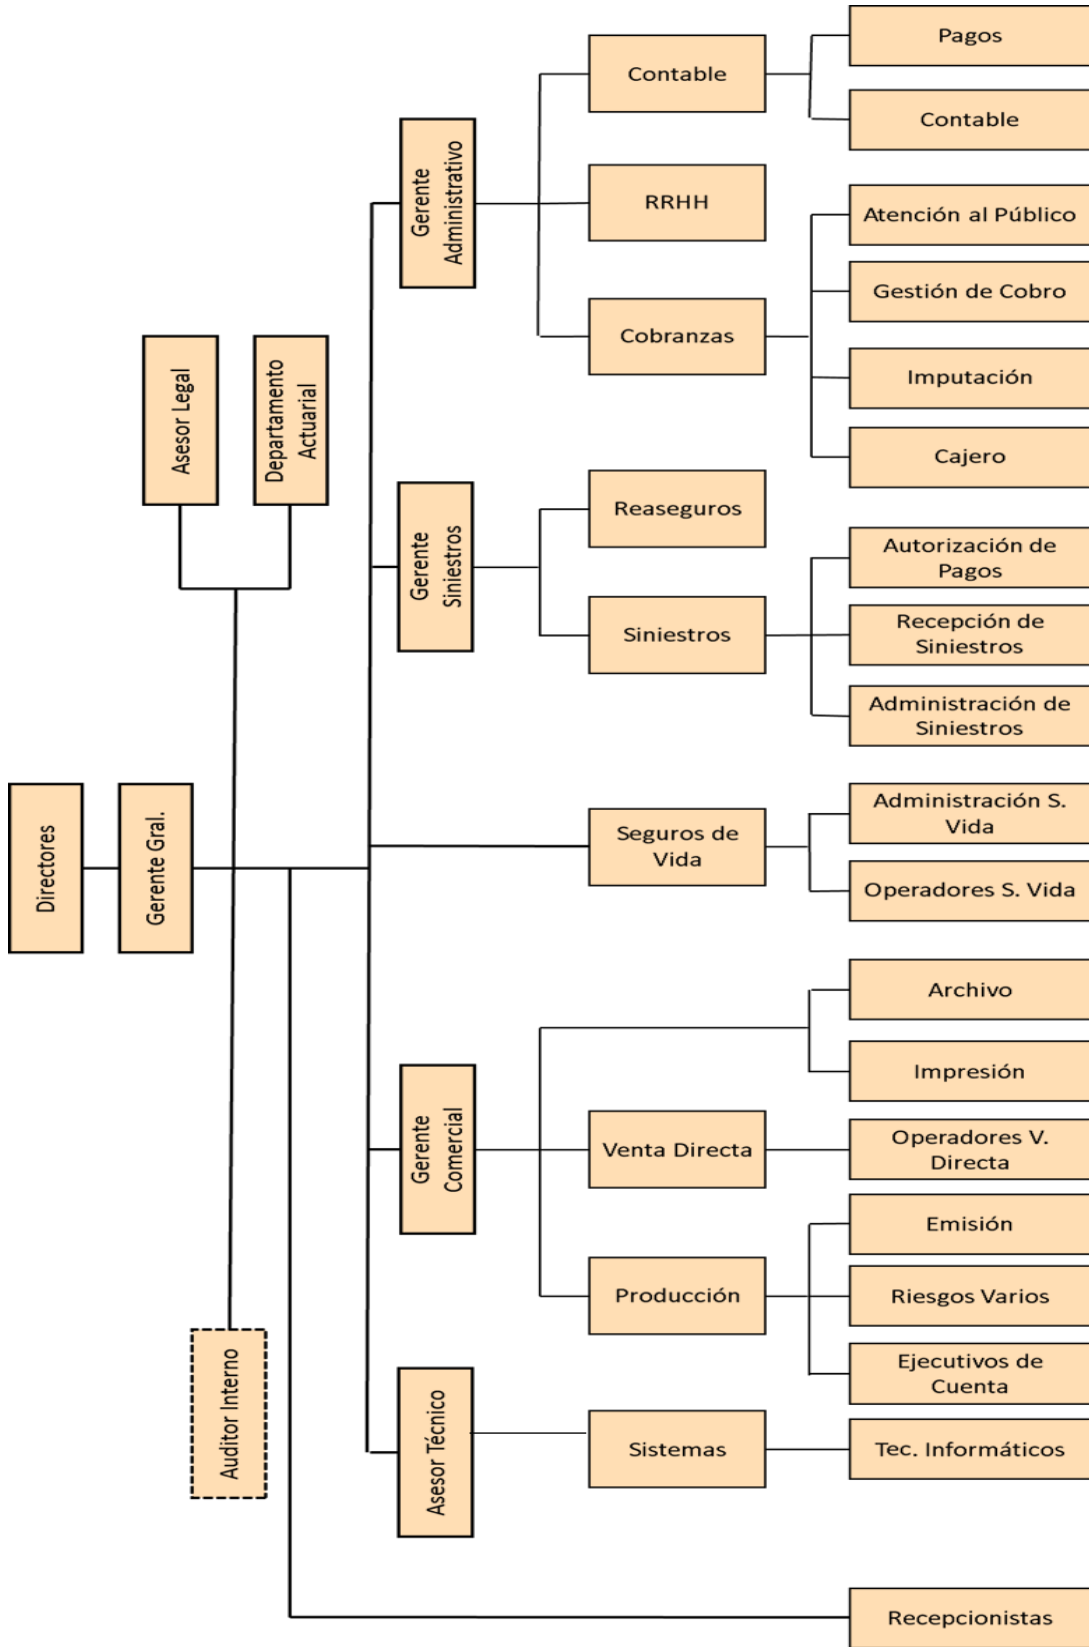 Directores
Gerente Gral.
Asesor Legal
Departamento
Actuarial
Auditor Interno
Gerente
Administrativo
Contable
Pagos
Contable
RRHH
Cobranzas
Atención al Público
Gestión de Cobro
Imputación
Cajero
Gerente
Siniestros
Reaseguros
Siniestros
Autorización de
Pagos
Recepción de
Siniestros
Administración de
Siniestros
Seguros de
Vida
Administración S.
Vida
Operadores S. Vida
Gerente
Comercial
Archivo
Impresión
Venta Directa
Operadores V.
Directa
Producción
Emisión
Riesgos Varios
Ejecutivos de
Cuenta
Asesor Técnico
Sistemas
Tec. Informáticos
Recepcionistas